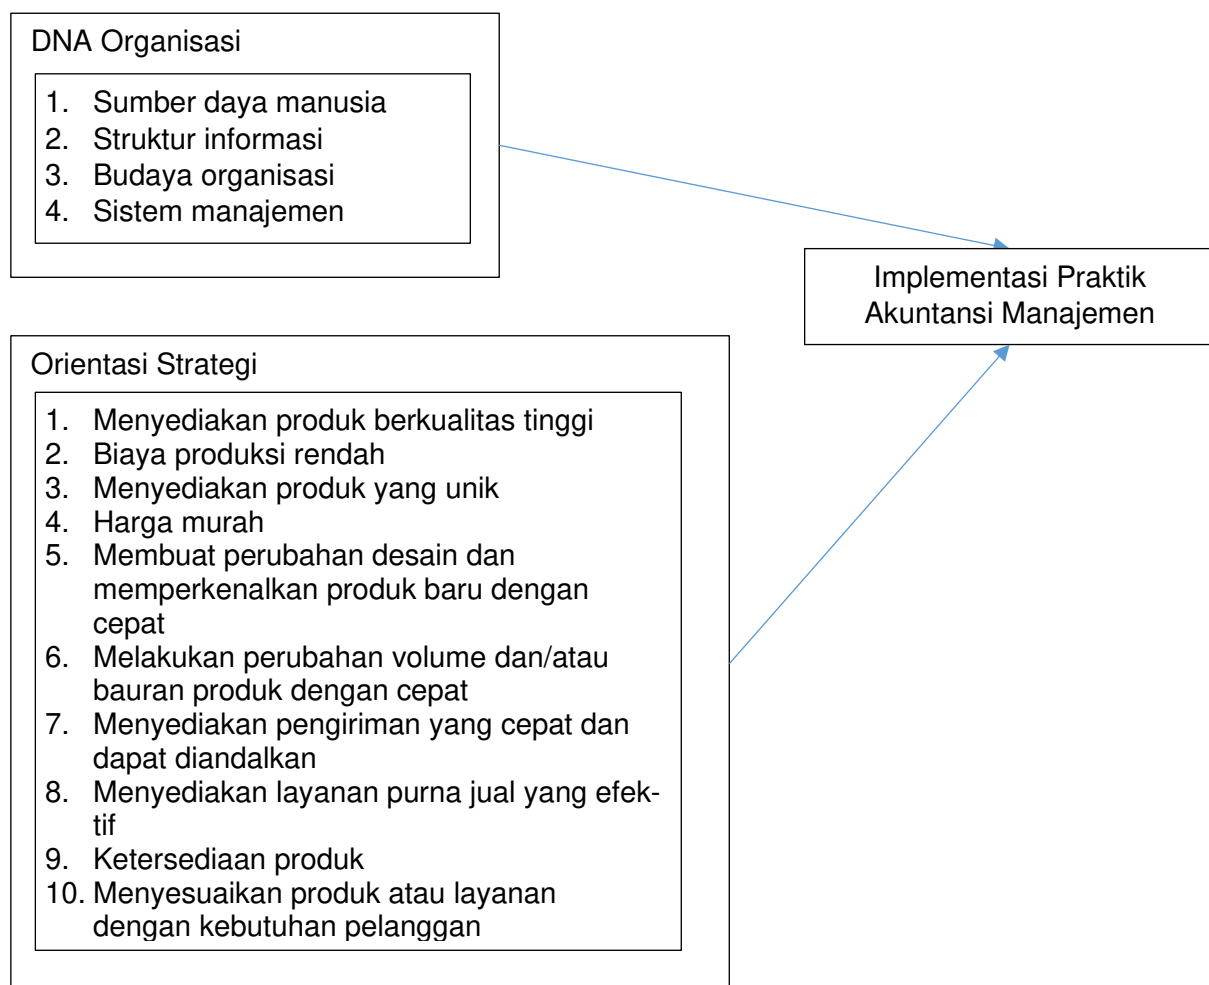 DNA Organisasi
1. Sumber daya manusia
2. Struktur informasi
3. Budaya organisasi
4. Sistem manajemen
Implementasi Praktik
Akuntansi Manajemen
Orientasi Strategi
1. Menyediakan produk berkualitas tinggi
2. Biaya produksi rendah
3. Menyediakan produk yang unik
4. Harga murah
5. Membuat perubahan desain dan
memperkenalkan produk baru dengan
cepat
6. Melakukan perubahan volume dan/atau
bauran produk dengan cepat
7. Menyediakan pengiriman yang cepat dan
dapat diandalkan
8. Menyediakan layanan purna jual yang efek-
tif
9. Ketersediaan produk
10. Menyesuaikan produk atau layanan
dengan kebutuhan pelanggan